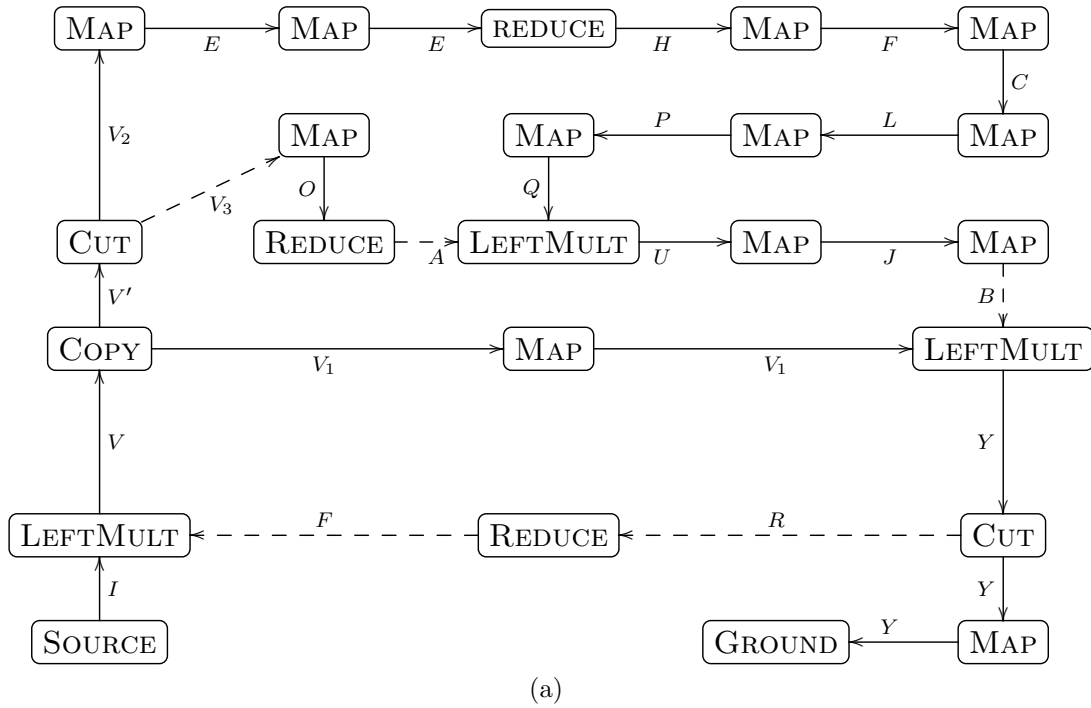 MAP E MAP E REDUCE H MAP F MAP
C
MAP P MAP L MAP
V2 MAP
V3 O Q
CUT REDUCE A LEFTMULT U MAP J MAP
V′ B
COPY V1 MAP V1 LEFTMULT
V Y
LEFTMULT F REDUCE R CUT
I Y
SOURCE GROUND Y MAP
(a)